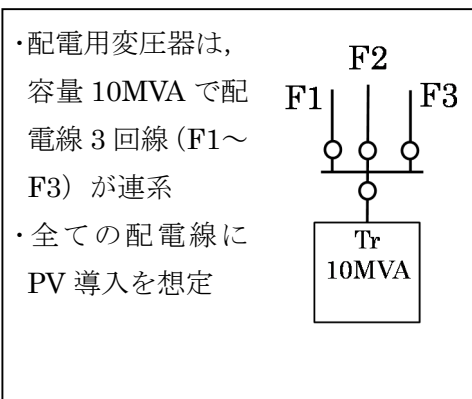 ・配電用変圧器は,
容量 10MVA で配
電線 3 回線 (F1～
F3) が連系
・全ての配電線に
PV 導入を想定
F1
F2
F3
Tr
10MVA